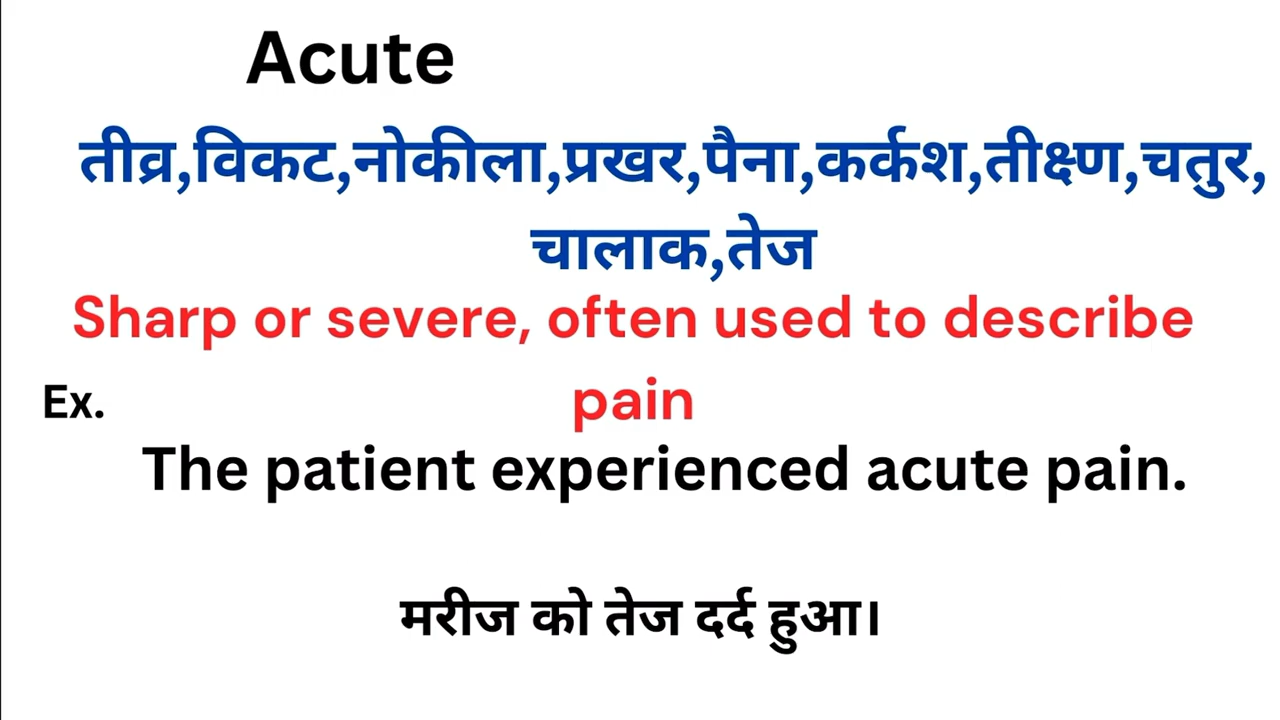 Acute
तीव्र,विकट,नोकीला,प्रखर,पैना,कर्कश,तीक्ष्ण,चतुर,
चालाक,तेज
Sharp or severe, often used to describe
pain
Ex.
The patient experienced acute pain.
मरीज को तेज दर्द हुआ।